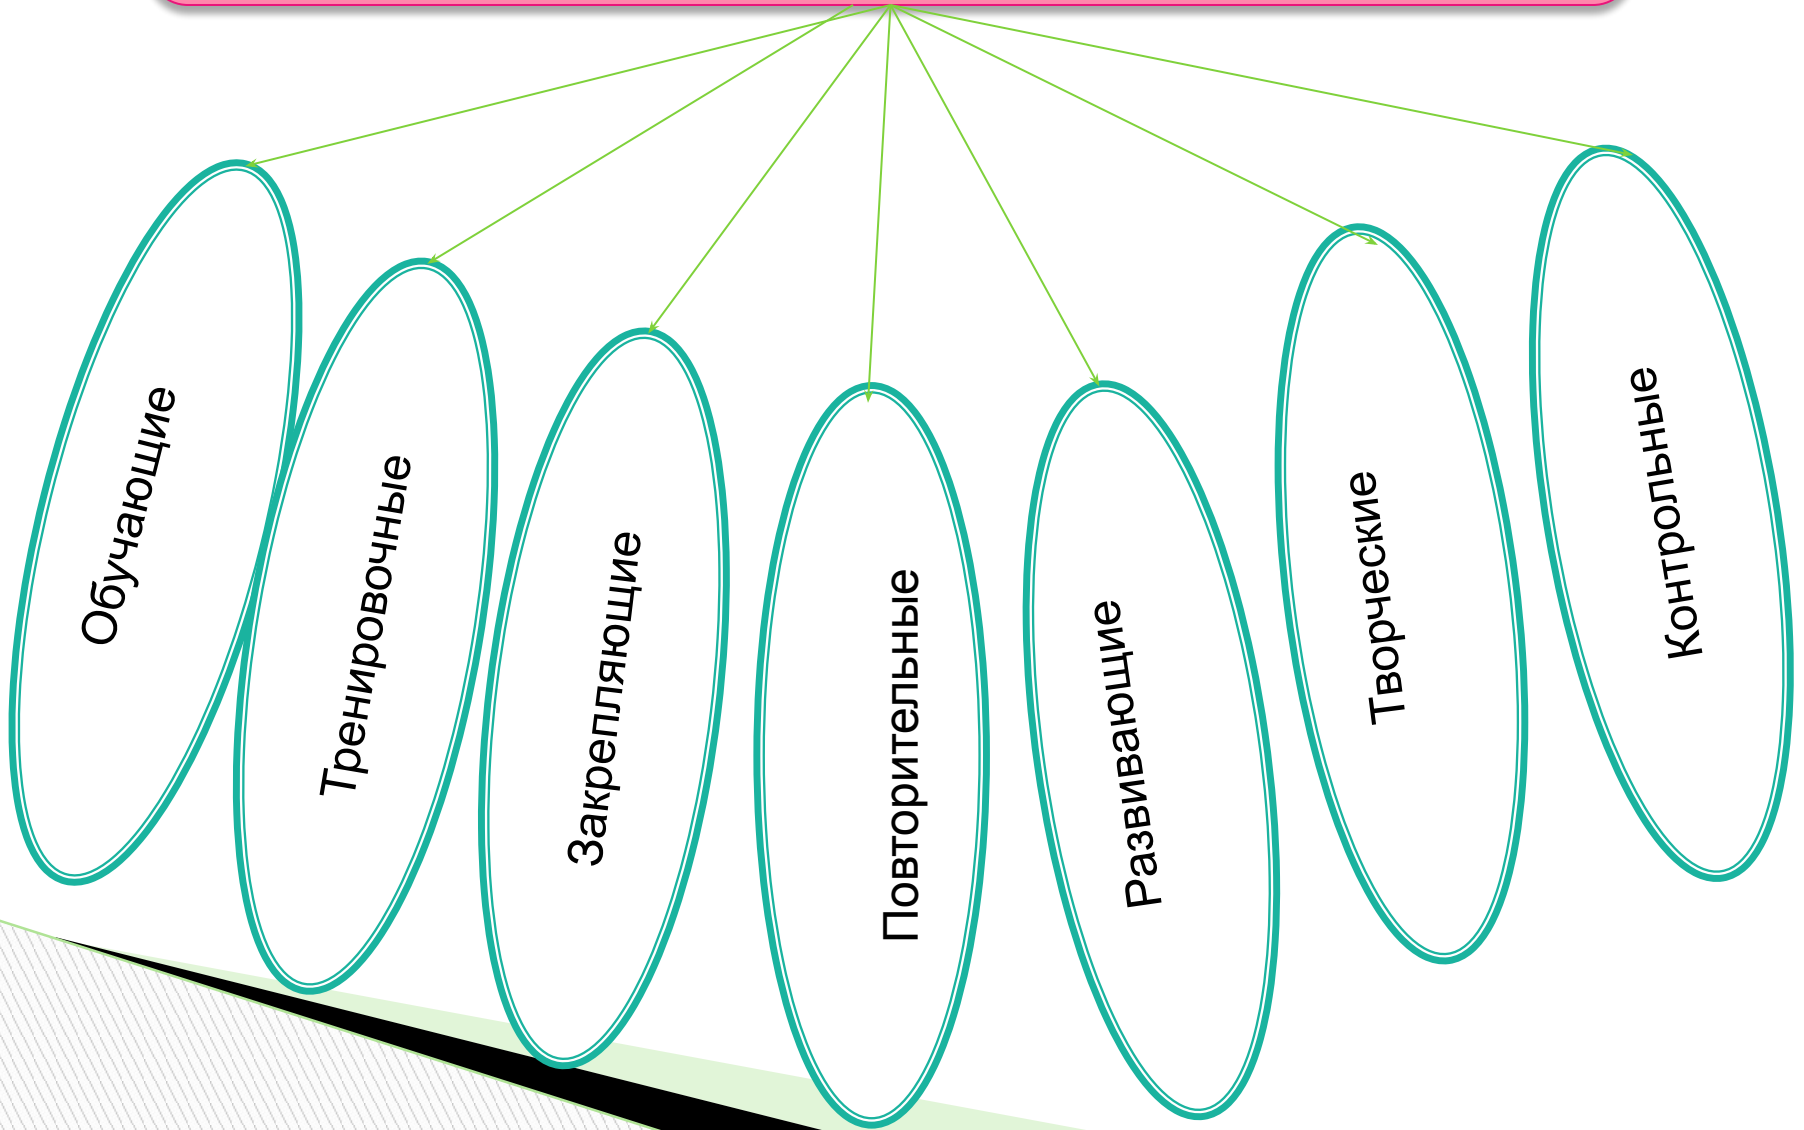 Обучающие
Тренировочные
Закрепляющие
Повторительные
Развивающие
Творческие
Контрольные